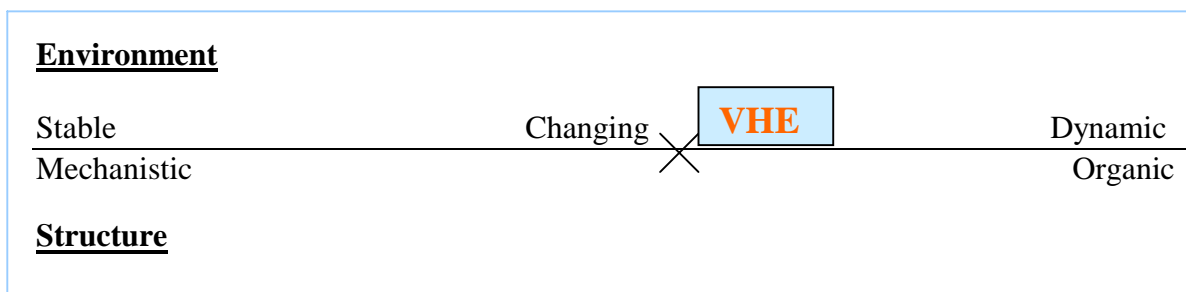 Environment
Stable Changing VHE Dynamic
Mechanistic Organic
Structure